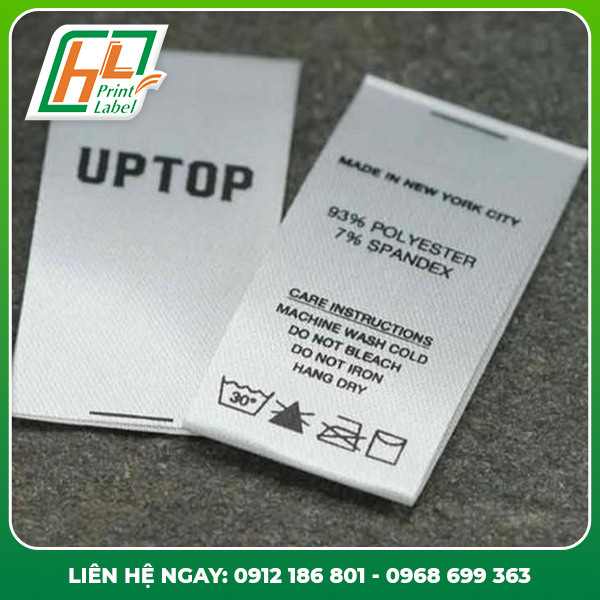 HL
Print
Label
UPTOP
MADE IN NEW YORK CITY
93% POLYESTER
7% SPANDEX
CARE INSTRUCTIONS
MACHINE WASH COLD
DO NOT BLEACH
DO NOT IRON
HANG DRY
30°
LIÊN HỆ NGAY: 0912 186 801 - 0968 699 363